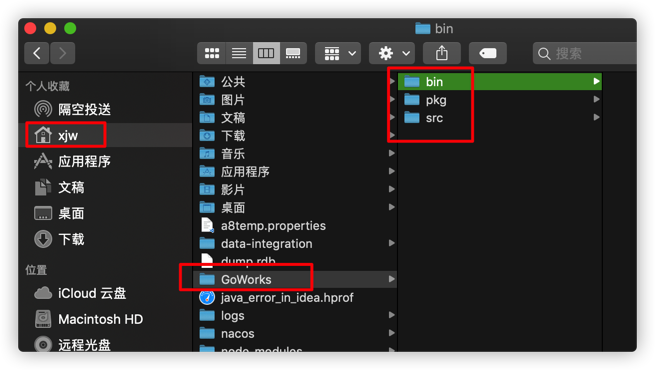 bin
搜索
个人收藏
隔空投送
xjw
应用程序
文稿
桌面
下载
位置
iCloud 云盘
Macintosh HD
远程光盘
公共
图片
文稿
下载
音乐
应用程序
影片
桌面
a8temp.properties
data-integration
dump.rdb
GoWorks
java_error_in_idea.hprof
logs
nacos
node_modules
bin
pkg
src